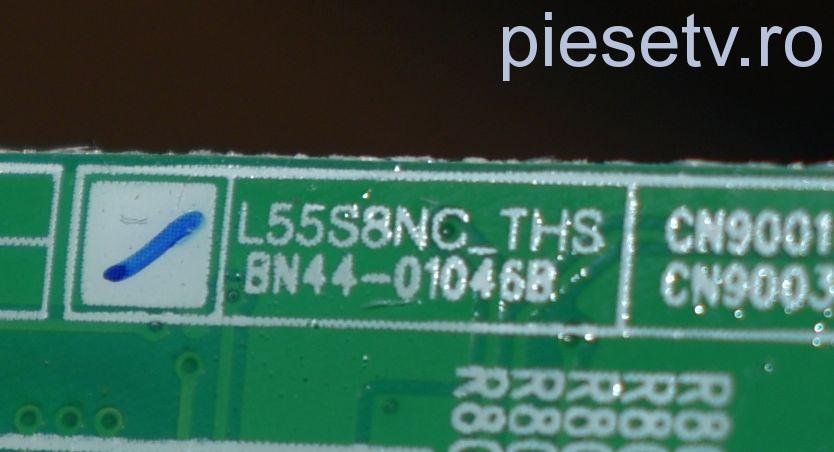 piesetv.ro
L55S8NC_THS
BN44-01046B
CN9001
CN9003